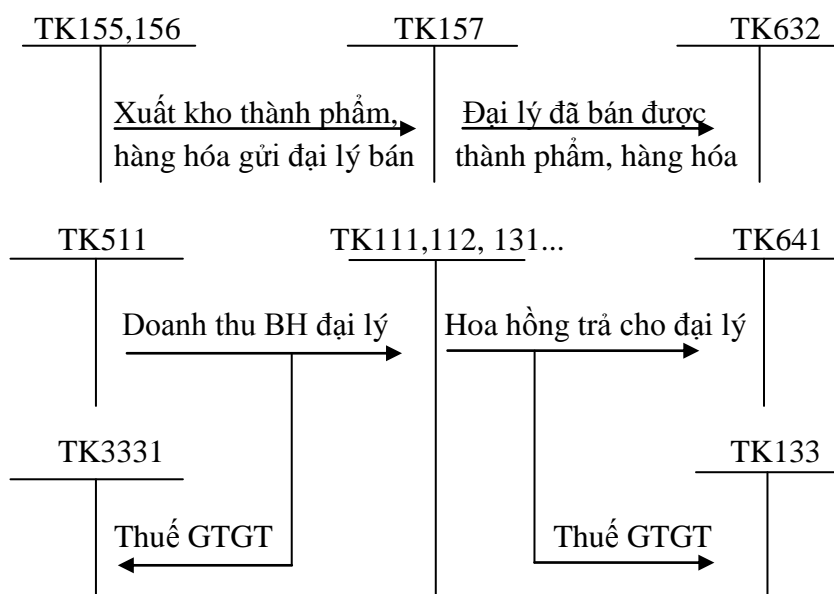 TK155,156
TK157
TK632
Xuất kho thành phẩm,
hàng hóa gửi đại lý bán
Đại lý đã bán được
thành phẩm, hàng hóa
TK511
TK111,112, 131...
TK641
Doanh thu BH đại lý
Hoa hồng trả cho đại lý
TK3331
TK133
Thuế GTGT
Thuế GTGT